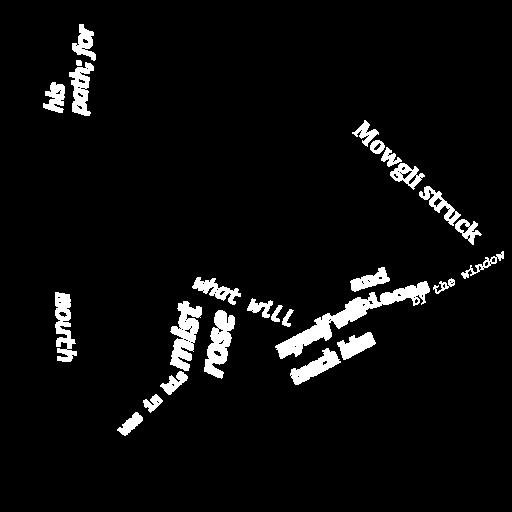 his
path; for
Mowgli struck
mouth
what will
mist
rose
was in his
and
by the window
myself will
teach him